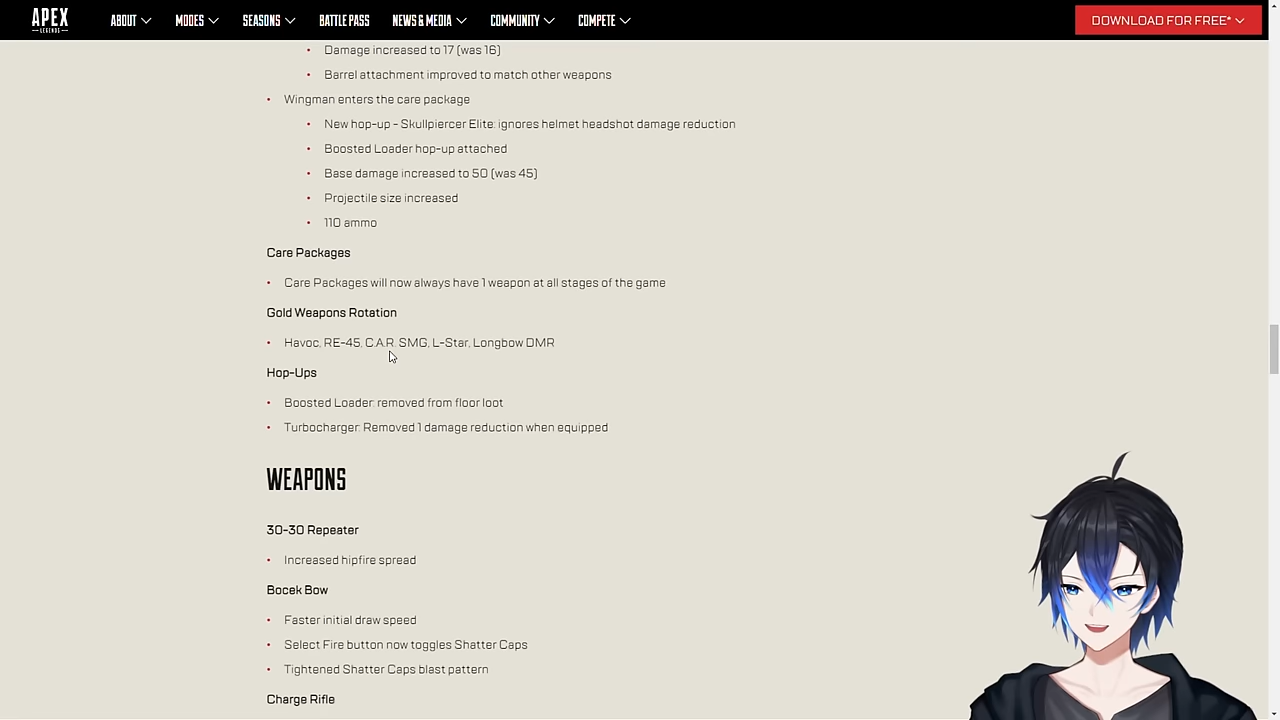 APEX
LEGENDS
ABOUT
MODES
SEASONS
BATTLE PASS
NEWS & MEDIA
COMMUNITY
COMPETE
DOWNLOAD FOR FREE*
• Damage increased to 17 (was 16)
• Barrel attachment improved to match other weapons
• Wingman enters the care package
• New hop-up - Skullpiercer Elite: ignores helmet headshot damage reduction
• Boosted Loader hop-up attached
• Base damage increased to 50 (was 45)
• Projectile size increased
• 110 ammo
Care Packages
• Care Packages will now always have 1 weapon at all stages of the game
Gold Weapons Rotation
• Havoc, RE-45, C.A.R. SMG, L-Star, Longbow DMR
Hop-Ups
• Boosted Loader: removed from floor loot
• Turbocharger: Removed 1 damage reduction when equipped
WEAPONS
30-30 Repeater
• Increased hipfire spread
Bocek Bow
• Faster initial draw speed
• Select Fire button now toggles Shatter Caps
• Tightened Shatter Caps blast pattern
Charge Rifle